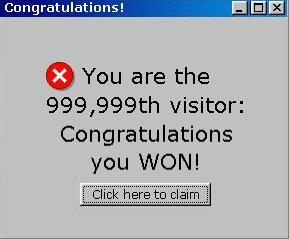 Congratulations!
You are the
999,999th visitor:
Congratulations
you WON!
Click here to claim